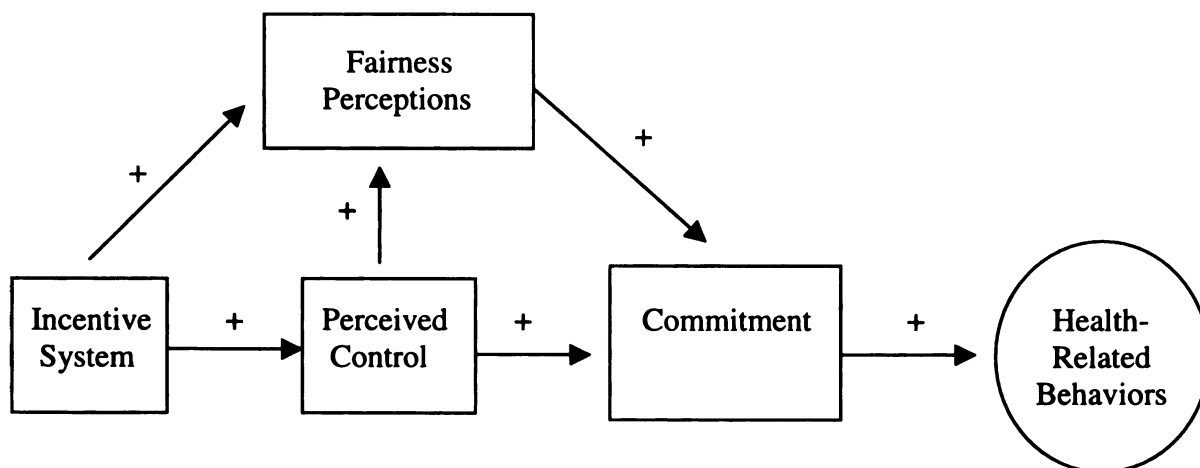 Fairness
Perceptions
+
+
+
Incentive
System
+
Perceived
Control
+
Commitment
+
Health-
Related
Behaviors